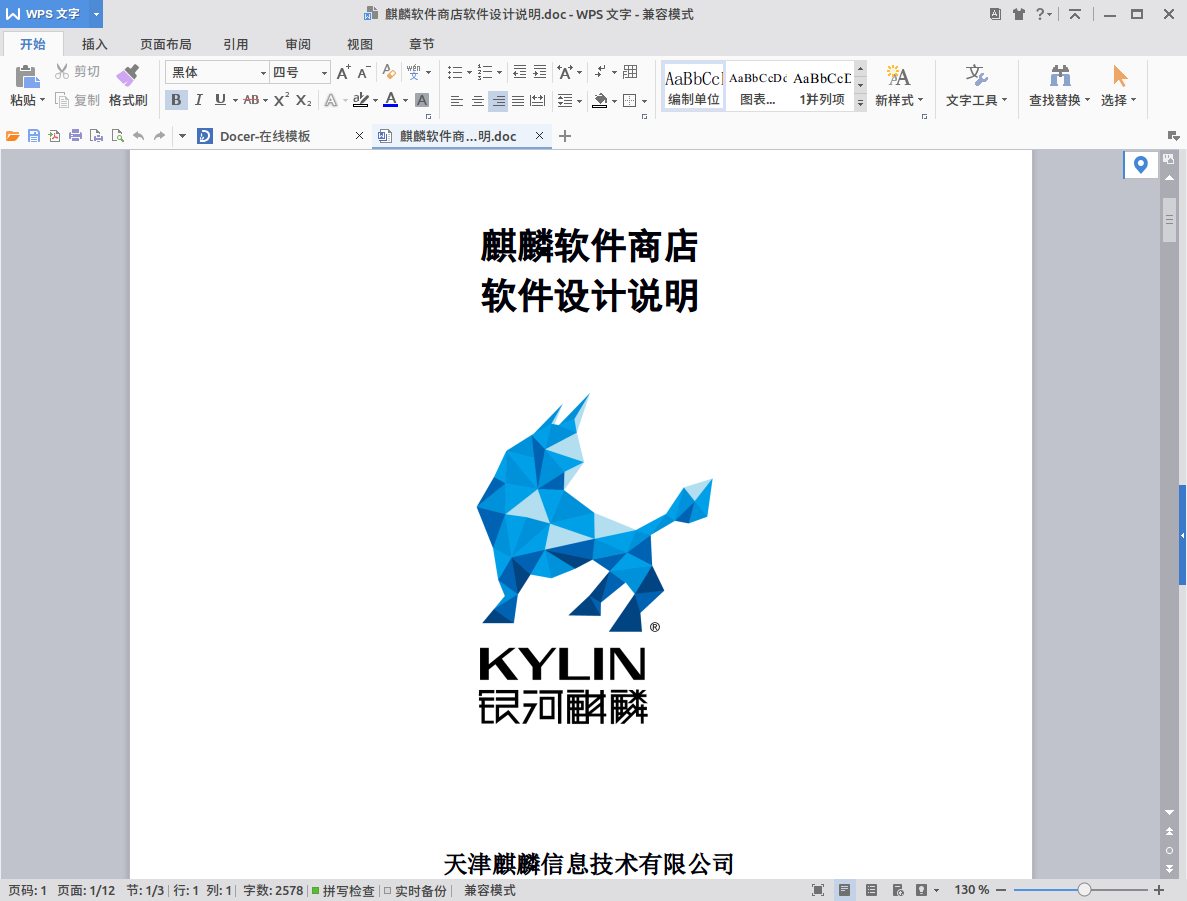 WPS 文字
麒麟软件商店软件设计说明.doc - WPS 文字 - 兼容模式
开始 插入 页面布局 引用 审阅 视图 章节
粘贴 剪切 复制 格式刷
黑体 四号
AaBbCcI AaBbCcDc AaBbCcD
编制单位 图表... 1并列项
新样式 文字工具 查找替换 选择
Docer-在线模板 麒麟软件商...明.doc
麒麟软件商店
软件设计说明
®
KYLIN
银河麒麟
天津麒麟信息技术有限公司
页码: 1 页面: 1/12 节: 1/3 行: 1 列: 1 字数: 2578 拼写检查 实时备份 兼容模式 130 %